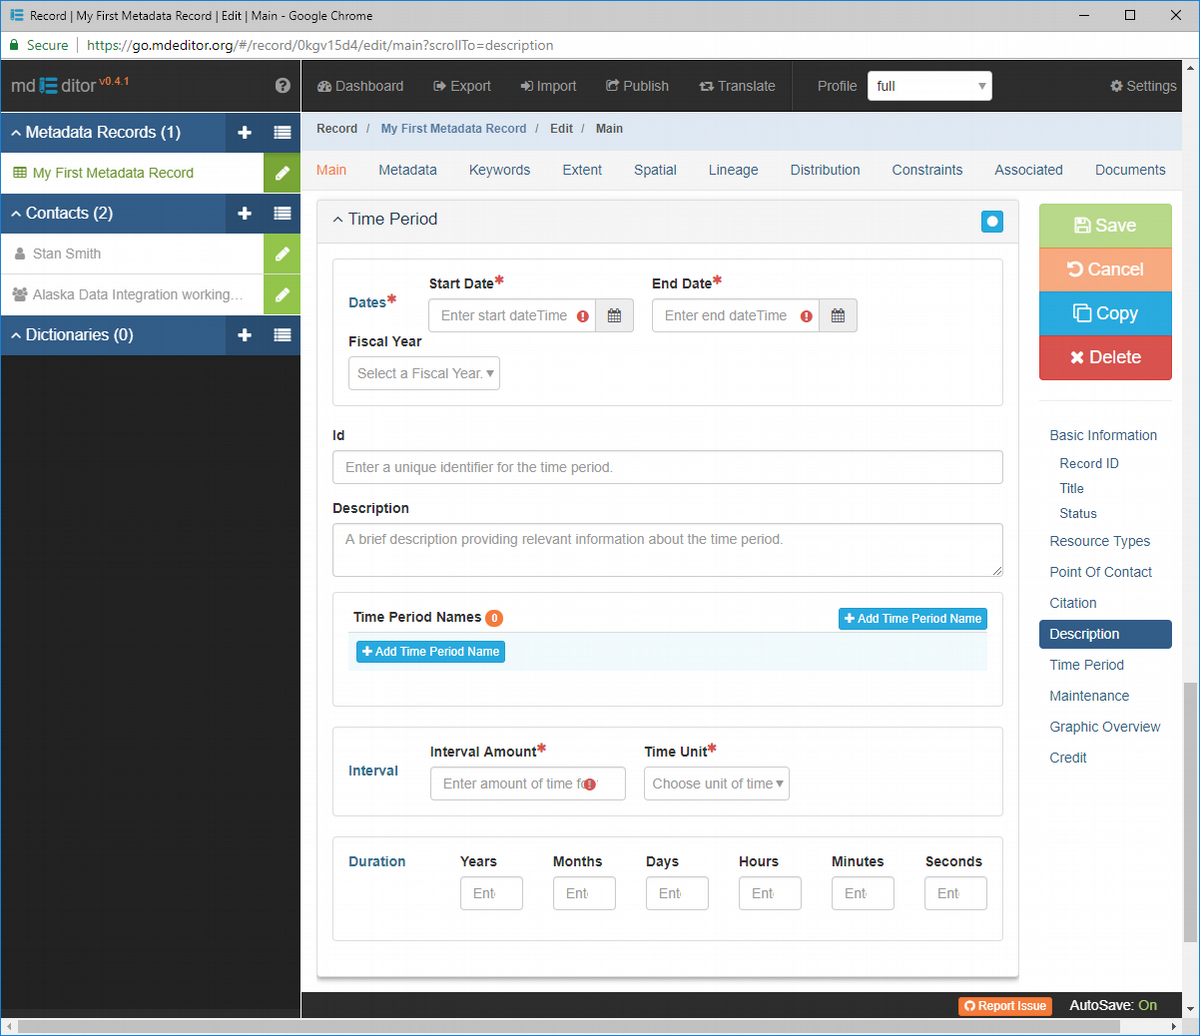 Record | My First Metadata Record | Edit | Main - Google Chrome
Secure https://go.mdeditor.org/#/record/0kgv15d4/edit/main?scrollTo=description
md Editor v0.4.1
Dashboard Export Import Publish Translate Profile full Settings
Metadata Records (1)
My First Metadata Record
Contacts (2)
Stan Smith
Alaska Data Integration working...
Dictionaries (0)
Record / My First Metadata Record / Edit / Main
Main Metadata Keywords Extent Spatial Lineage Distribution Constraints Associated Documents
Time Period
Dates*
Start Date*
Enter start dateTime
End Date*
Enter end dateTime
Fiscal Year
Select a Fiscal Year.
Id
Enter a unique identifier for the time period.
Description
A brief description providing relevant information about the time period.
Time Period Names 0
Add Time Period Name
Add Time Period Name
Interval
Interval Amount*
Enter amount of time
Time Unit*
Choose unit of time
Duration
Years Months Days Hours Minutes Seconds
Ent Ent Ent Ent Ent Ent
Save
Cancel
Copy
Delete
Basic Information
Record ID
Title
Status
Resource Types
Point Of Contact
Citation
Description
Time Period
Maintenance
Graphic Overview
Credit
Report Issue AutoSave: On